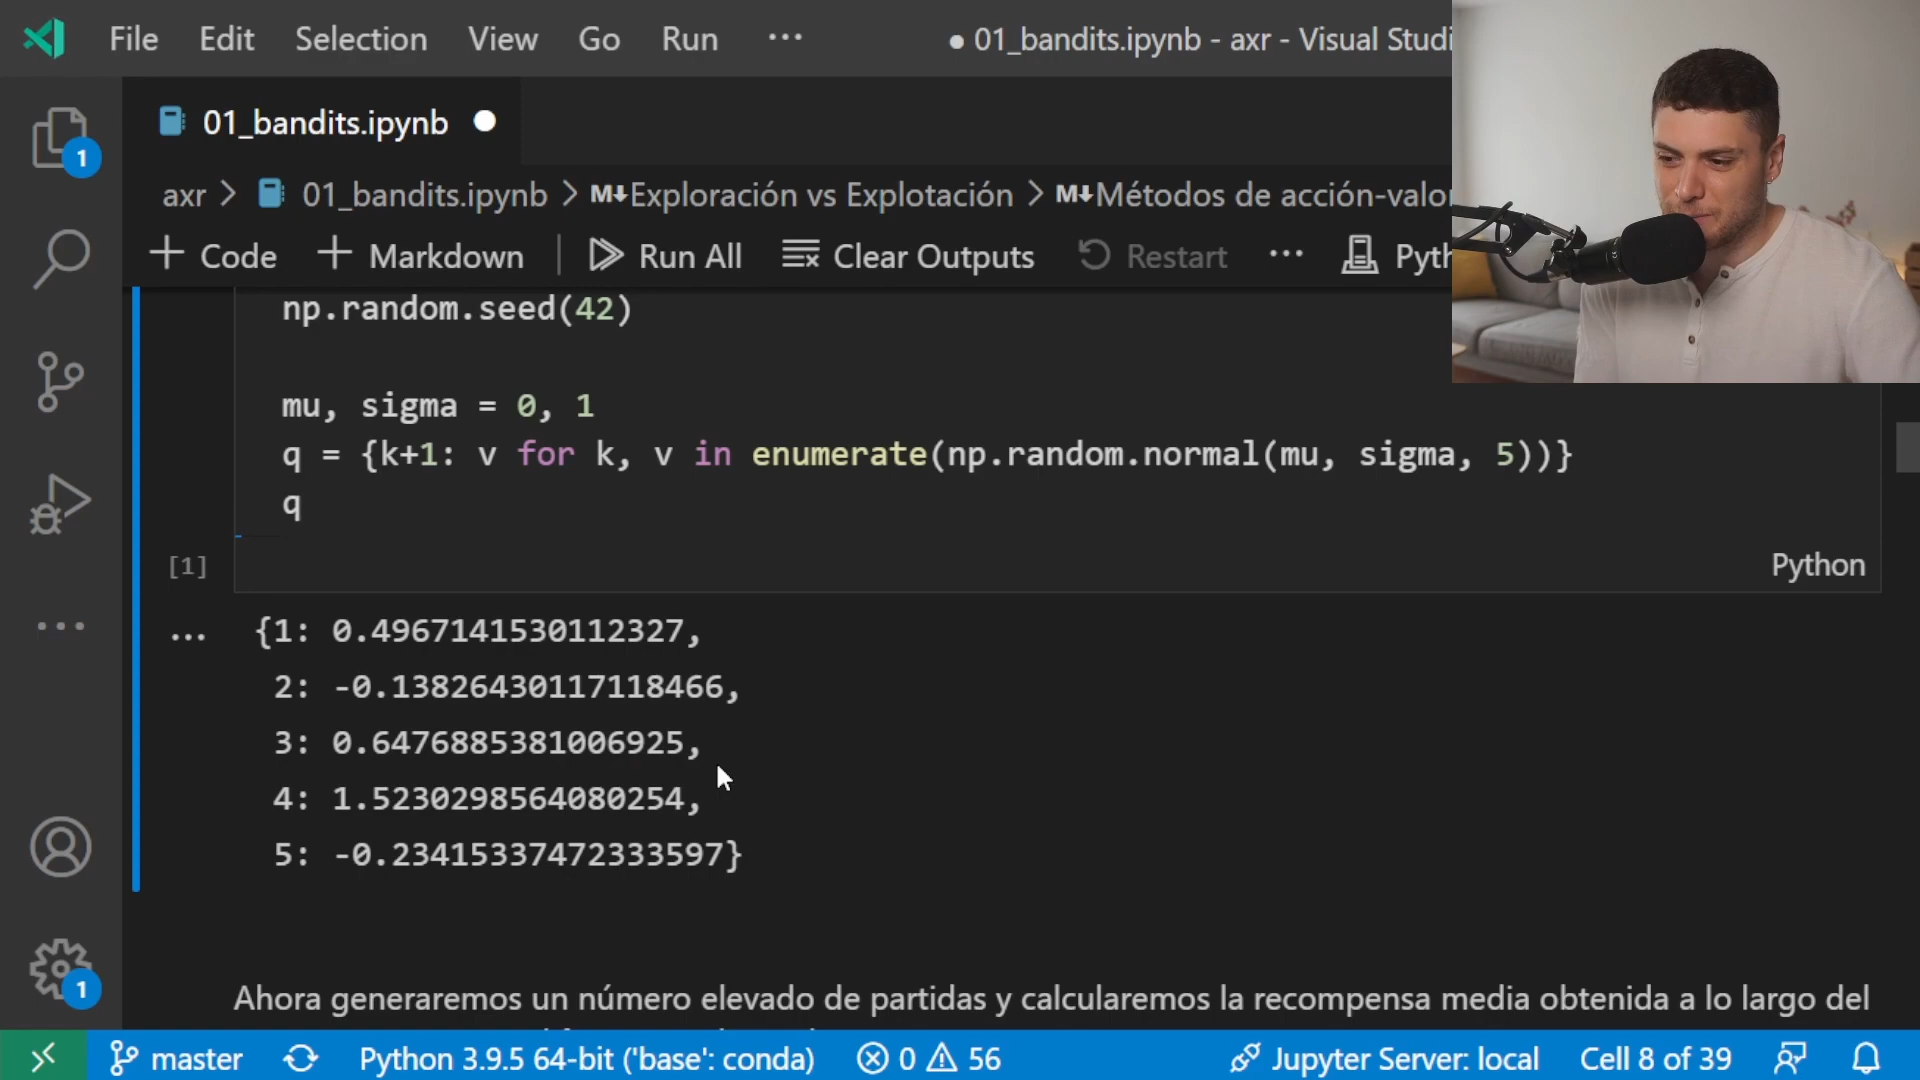 File Edit Selection View Go Run ... ● 01_bandits.ipynb - axr - Visual Studi
01_bandits.ipynb ●
axr > 01_bandits.ipynb > M↓Exploración vs Explotación > M↓Métodos de acción-valor
+ Code + Markdown | Run All Clear Outputs Restart ... Pyth
np.random.seed(42)
mu, sigma = 0, 1
q = {k+1: v for k, v in enumerate(np.random.normal(mu, sigma, 5))}
q
[1] Python
... {1: 0.4967141530112327,
2: -0.13826430117118466,
3: 0.6476885381006925,
4: 1.5230298564080254,
5: -0.23415337472333597}
Ahora generaremos un número elevado de partidas y calcularemos la recompensa media obtenida a lo largo del
master Python 3.9.5 64-bit ('base': conda) 0 56 Jupyter Server: local Cell 8 of 39
1
1